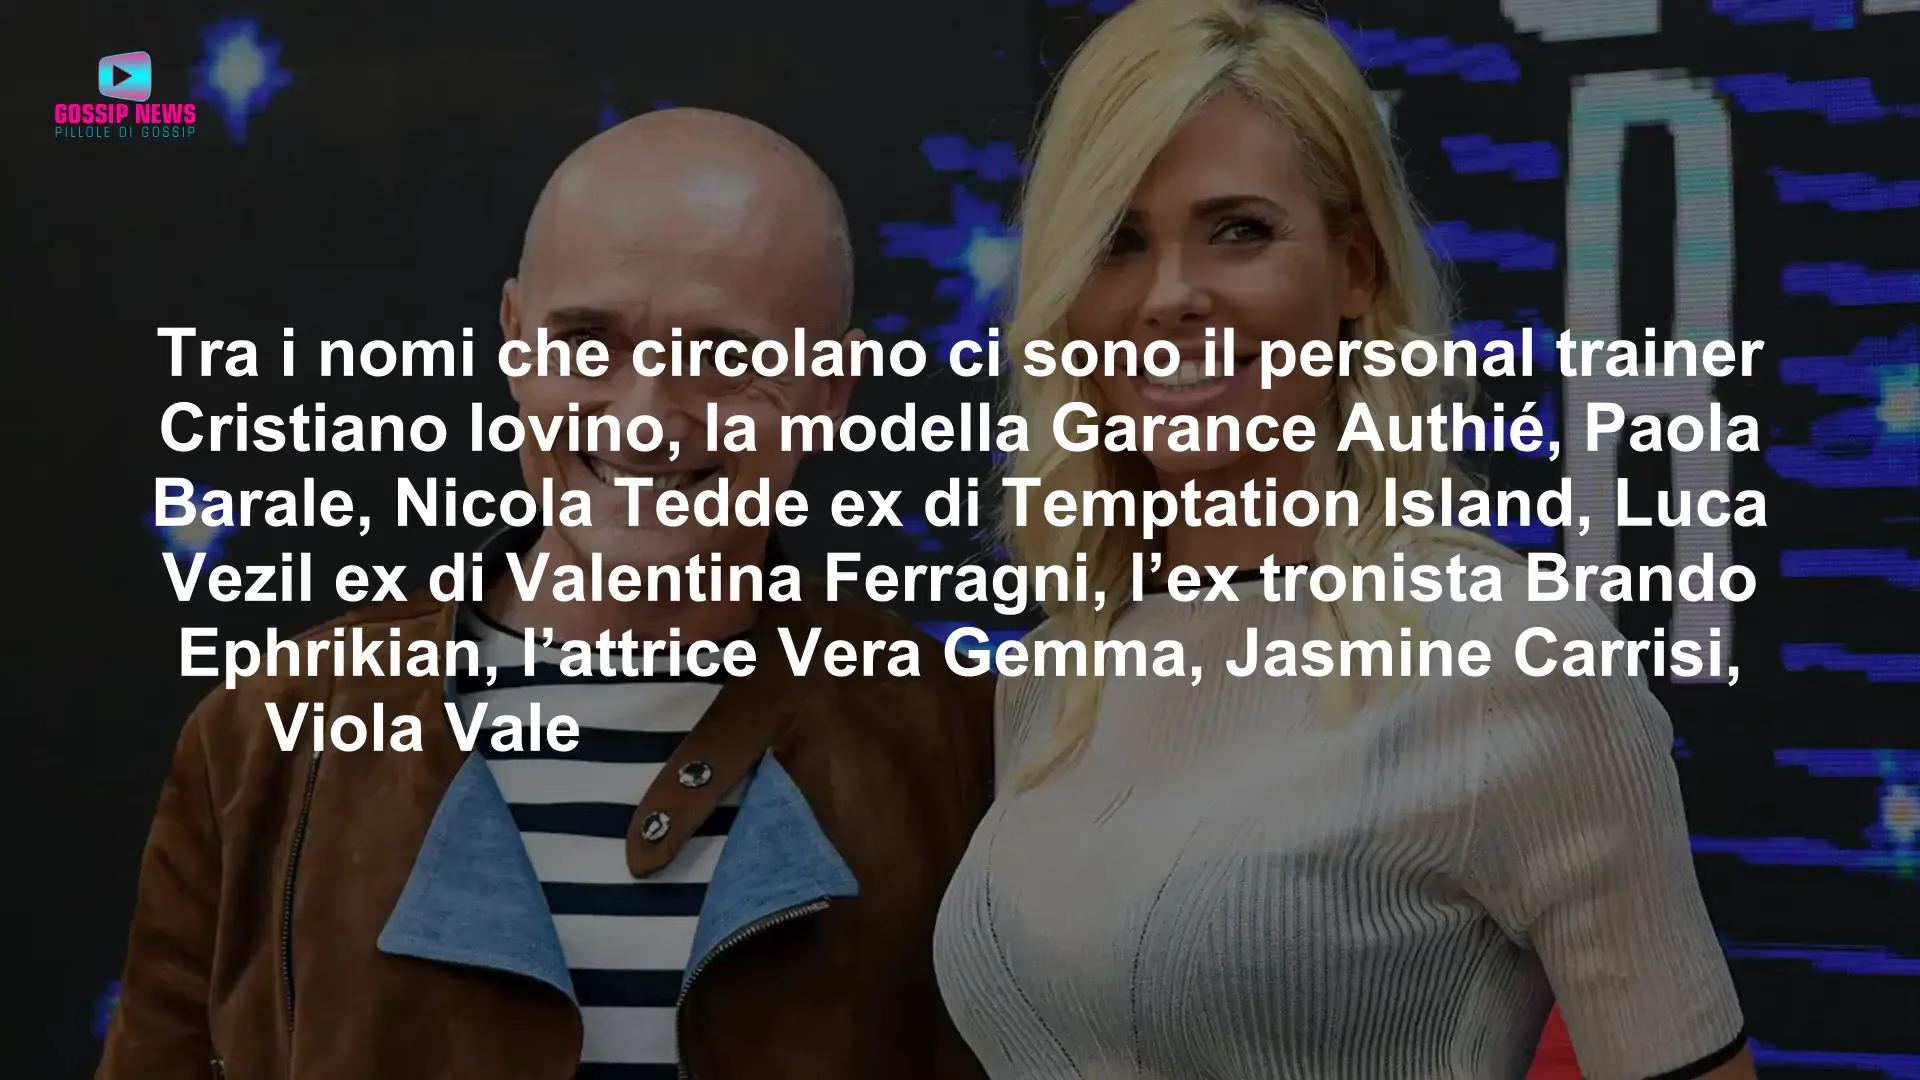 GOSSIP NEWS
PILLOLE DI GOSSIP
Tra i nomi che circolano ci sono il personal trainer
Cristiano Iovino, la modella Garance Authié, Paola
Barale, Nicola Tedde ex di Temptation Island, Luca
Vezil ex di Valentina Ferragni, l’ex tronista Brando
Ephrikian, l’attrice Vera Gemma, Jasmine Carrisi,
Viola Vale